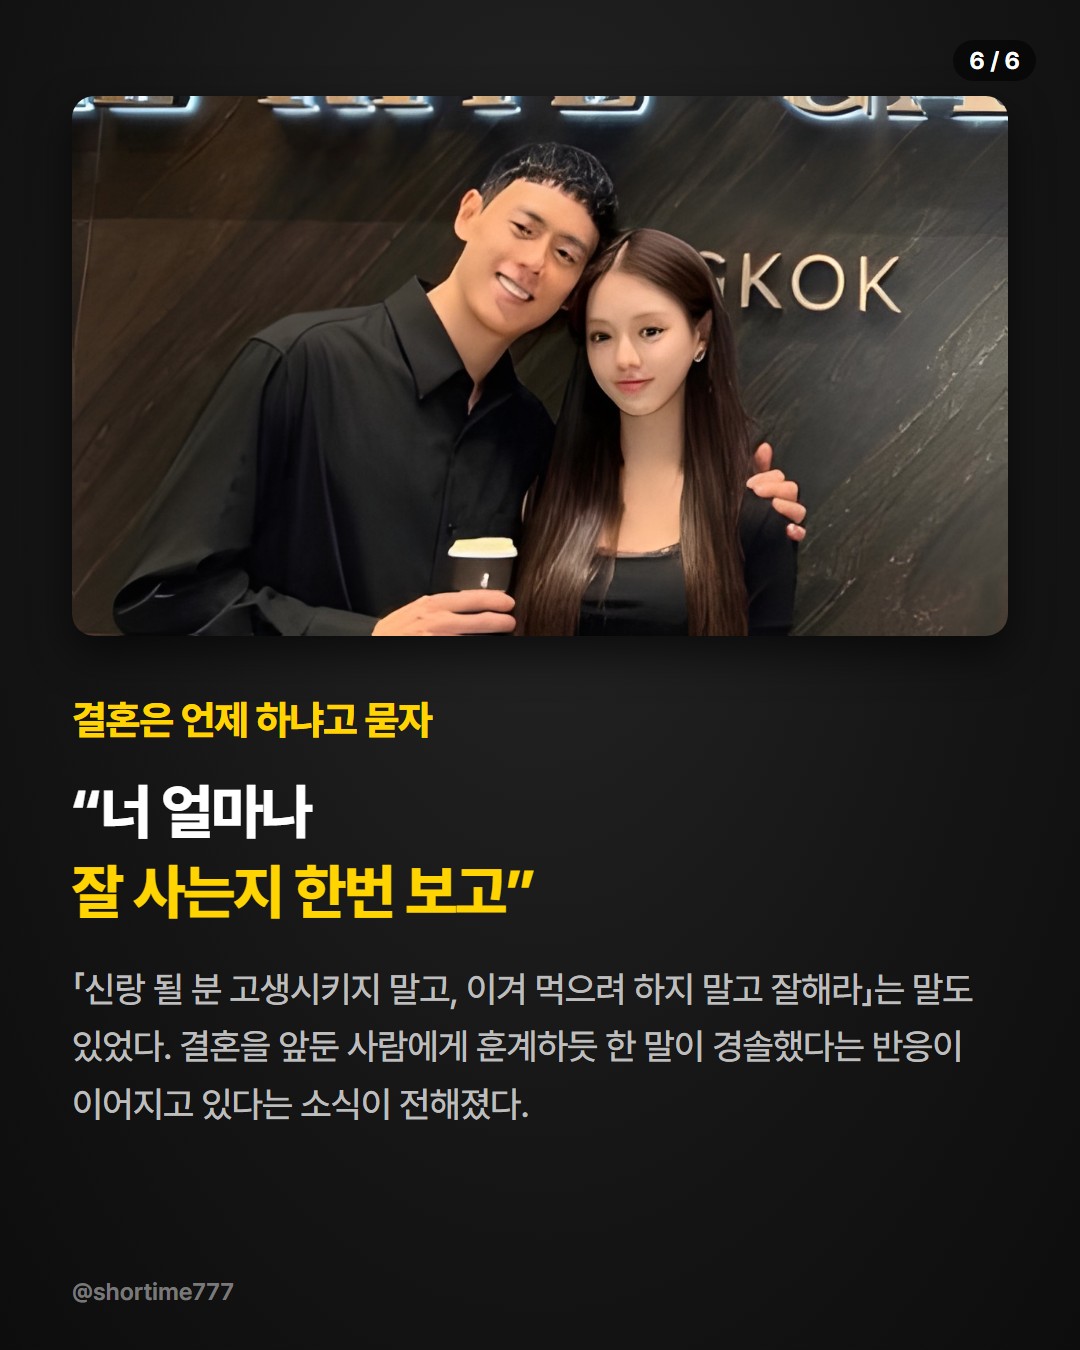 6 / 6
GKOK
결혼은 언제 하냐고 묻자
“너 얼마나
잘 사는지 한번 보고”
「신랑 될 분 고생시키지 말고, 이겨 먹으려 하지 말고 잘해라」는 말도
있었다. 결혼을 앞둔 사람에게 훈계하듯 한 말이 경솔했다는 반응이
이어지고 있다는 소식이 전해졌다.
@shortime777